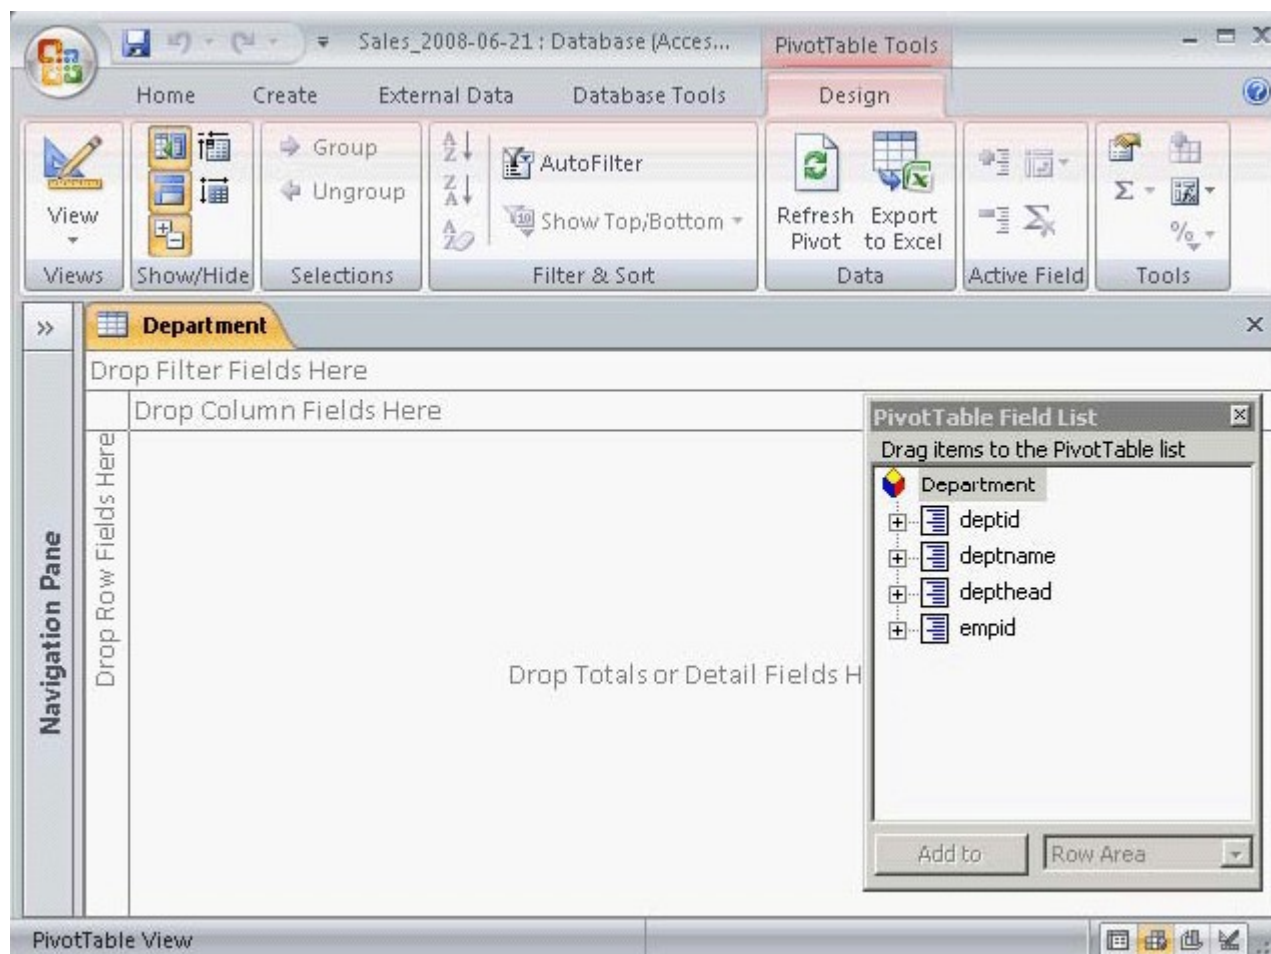 Sales_2008-06-21 : Database (Acces...
PivotTable Tools
Home
Create
External Data
Database Tools
Design
View
Views
Show/Hide
Group
Ungroup
Selections
AutoFilter
Show Top/Bottom
Filter & Sort
Refresh Pivot
Export to Excel
Data
Active Field
Tools
Department
Drop Filter Fields Here
Drop Column Fields Here
Drop Row Fields Here
Drop Totals or Detail Fields H
Navigation Pane
PivotTable Field List
Drag items to the PivotTable list
Department
deptid
deptname
depthead
empid
Add to
Row Area
PivotTable View